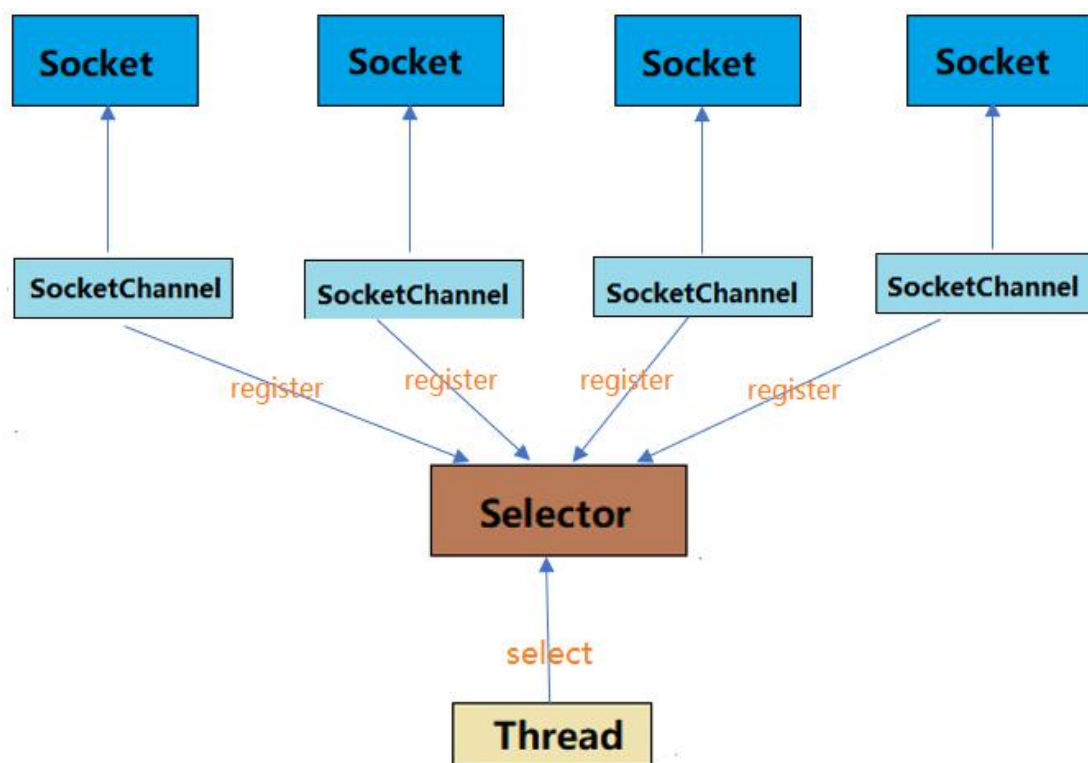 Socket
Socket
Socket
Socket
SocketChannel
SocketChannel
SocketChannel
SocketChannel
register
register
register
register
Selector
select
Thread